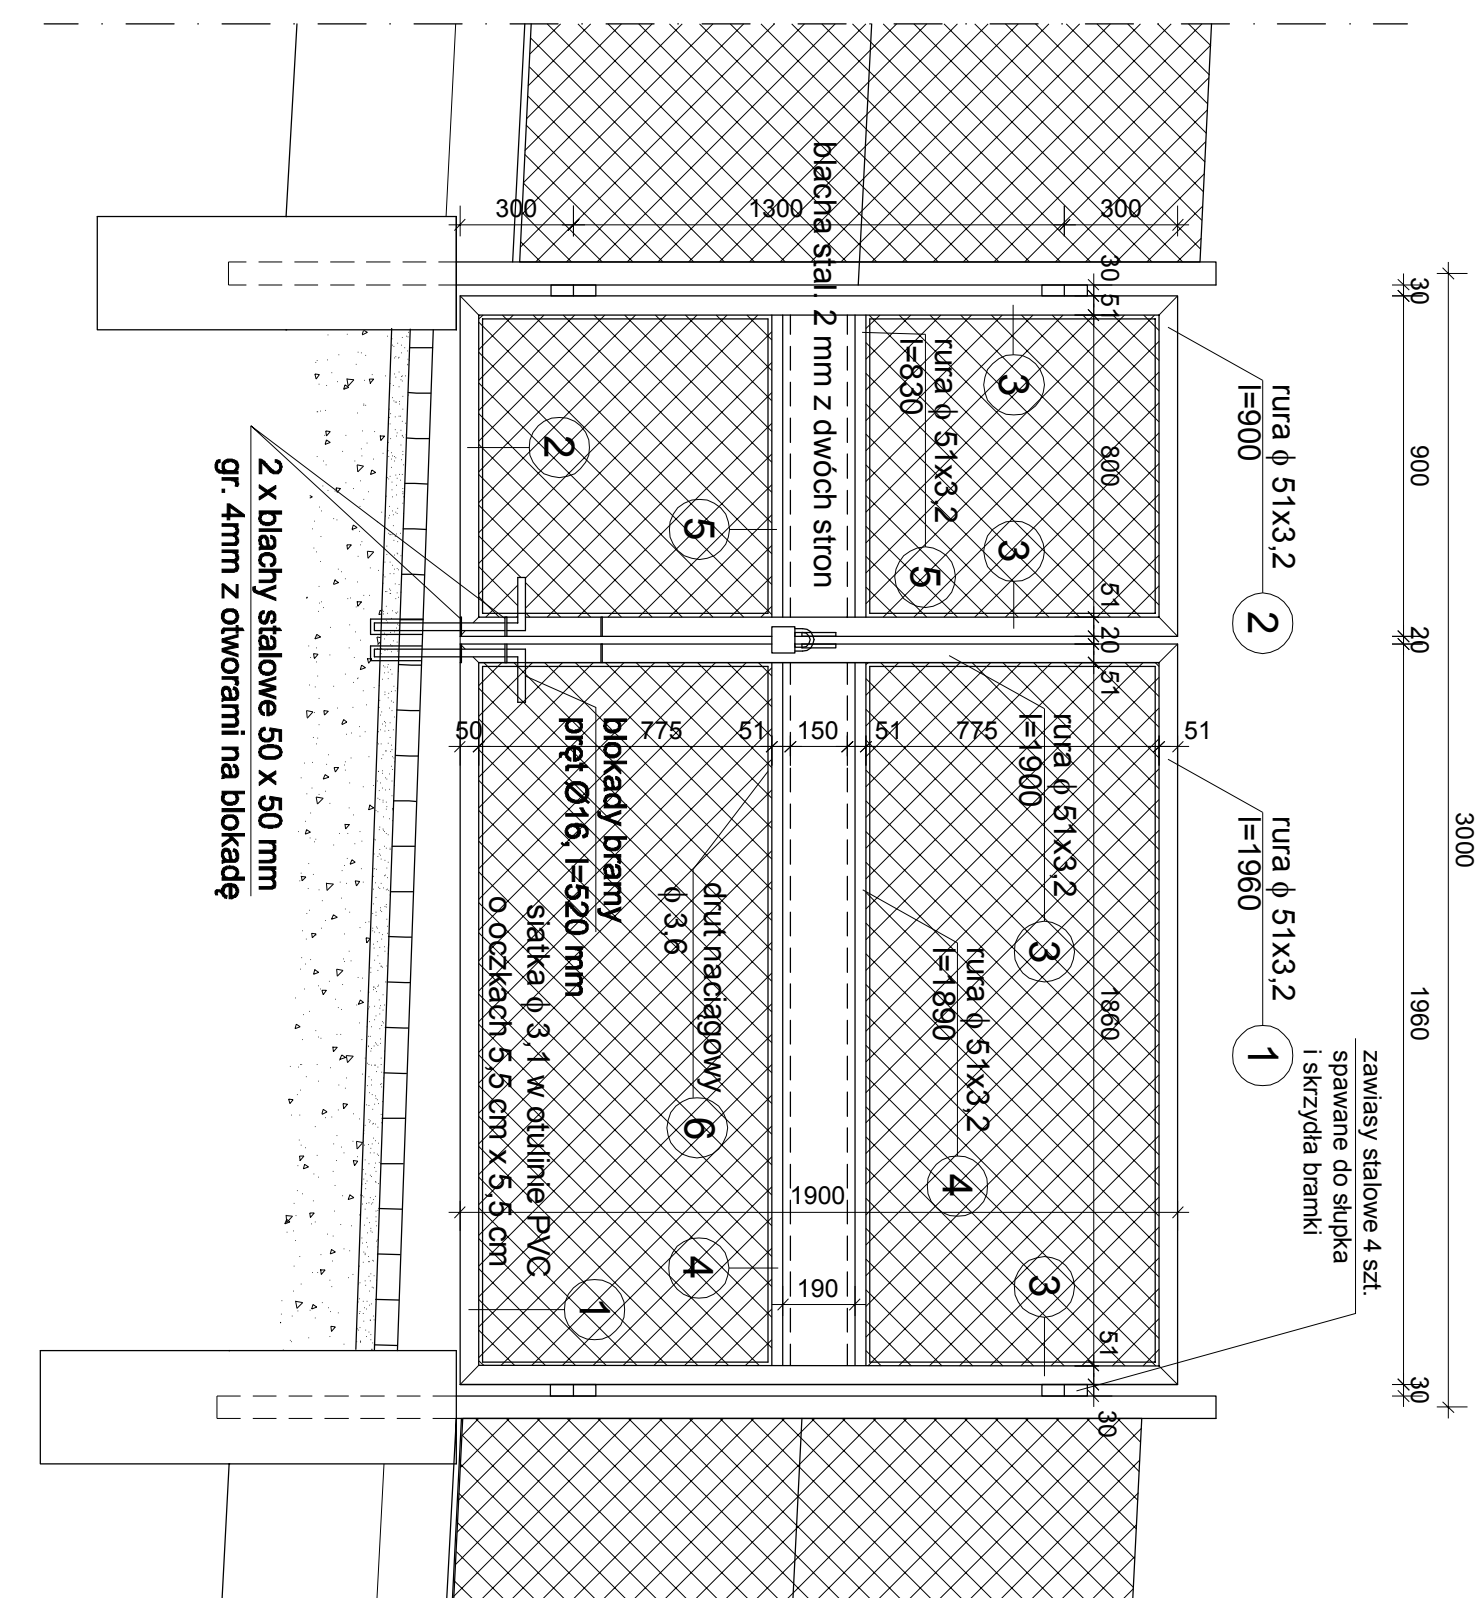 3000
30
900
20
1960
30
rura ϕ 51x3,2
l=900
2
rura ϕ 51x3,2
l=1960
1
zawiasy stalowe 4 szt.
spawane do słupka
i skrzydła bramki
300
1300
300
30
51
800
51
20
51
1860
51
30
blacha stal. 2 mm z dwóch stron
3
3
rura ϕ 51x3,2
l=830
5
2
5
rura ϕ 51x3,2
l=1900
3
rura ϕ 51x3,2
l=1890
4
3
50
775
51
150
51
775
51
1900
190
drut naciągowy
ϕ 3,6
6
4
1
blokady bramy
pręt Ø16, l=520 mm
siatka ϕ 3,1 w otulinie PVC
o oczkach 5,5 cm x 5,5 cm
2 x blachy stalowe 50 x 50 mm
gr. 4mm z otworami na blokadę